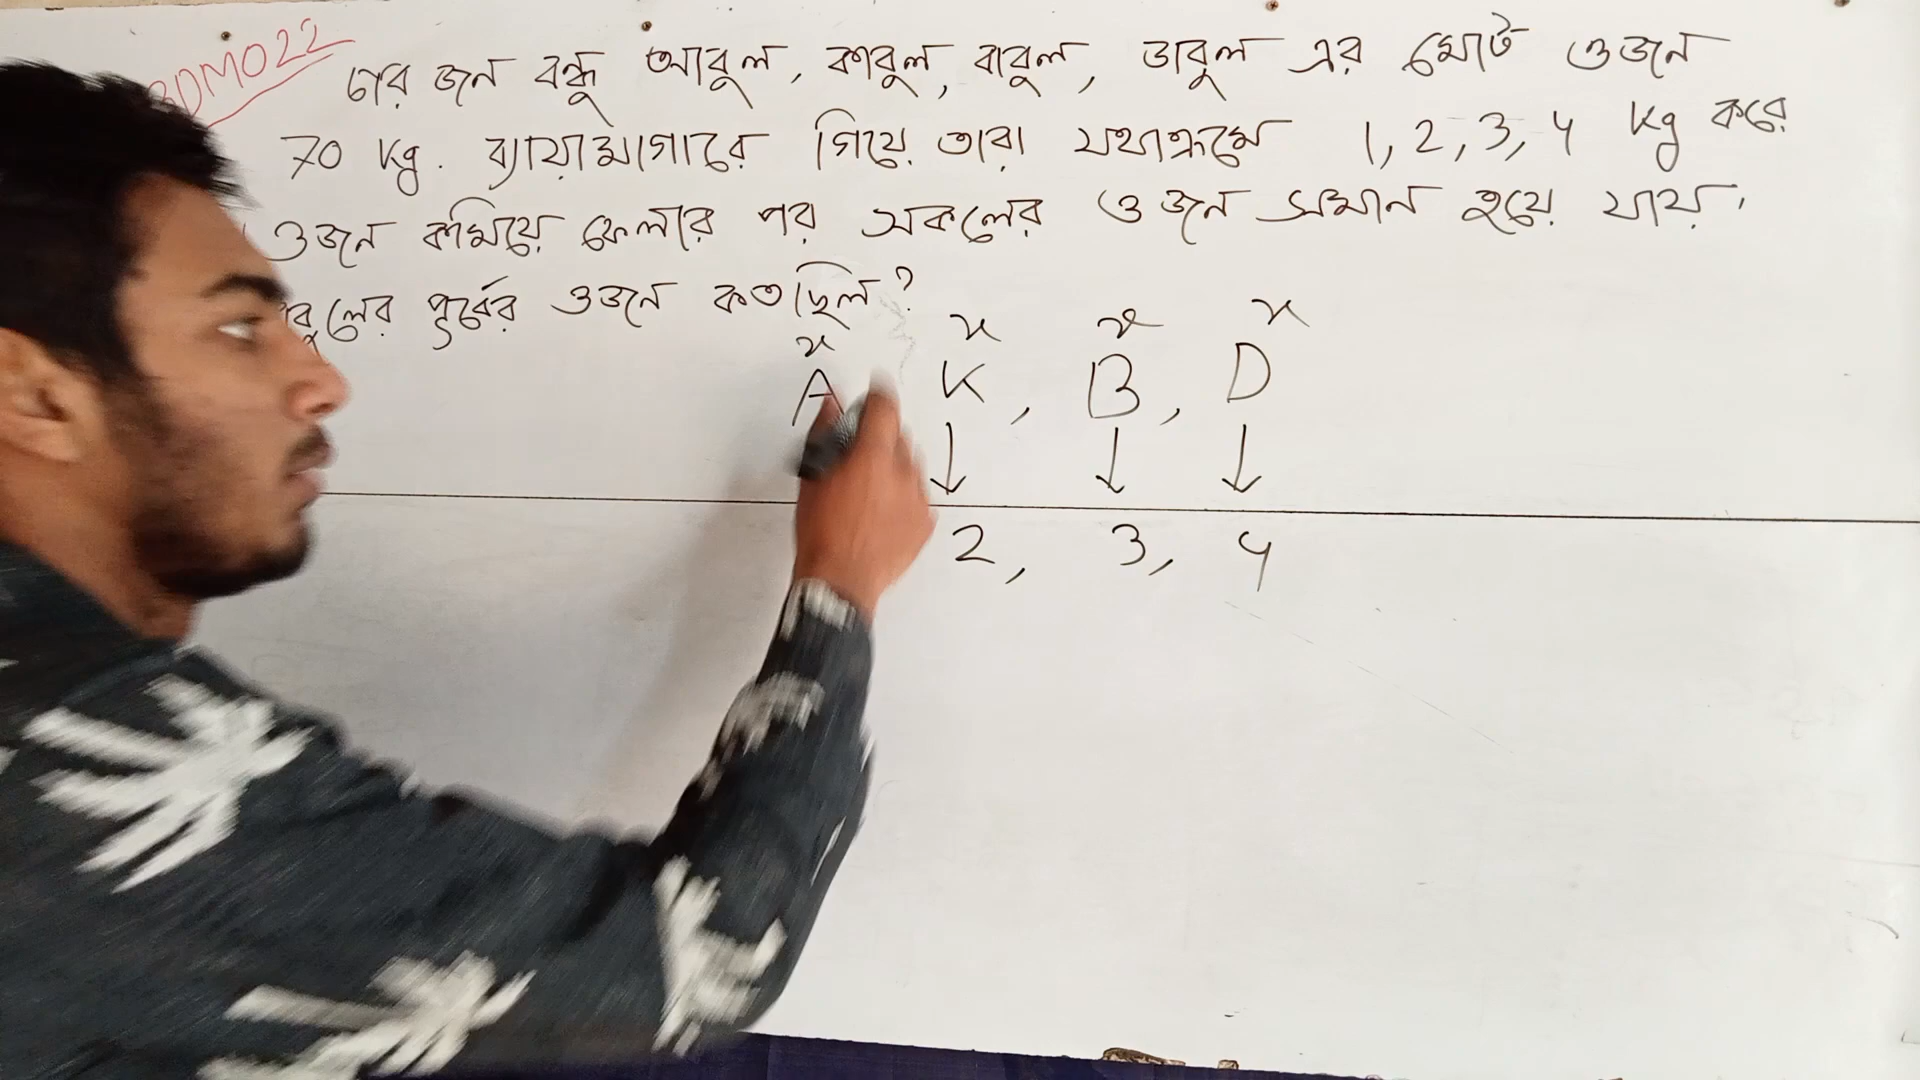 BDMO22
চার জন বন্ধু আবুল, কাবুল, বাবুল, ডাবুল এর মোট ওজন
70 kg. ব্যায়ামাগারে গিয়ে তারা যথাক্রমে 1, 2, 3, 4 kg করে
ওজন কমিয়ে ফেলার পর সকলের ওজন সমান হয়ে যায়।
পূর্বের ওজন কত ছিল?
x x x x
A K, B, D
↓ ↓ ↓
2, 3, 4